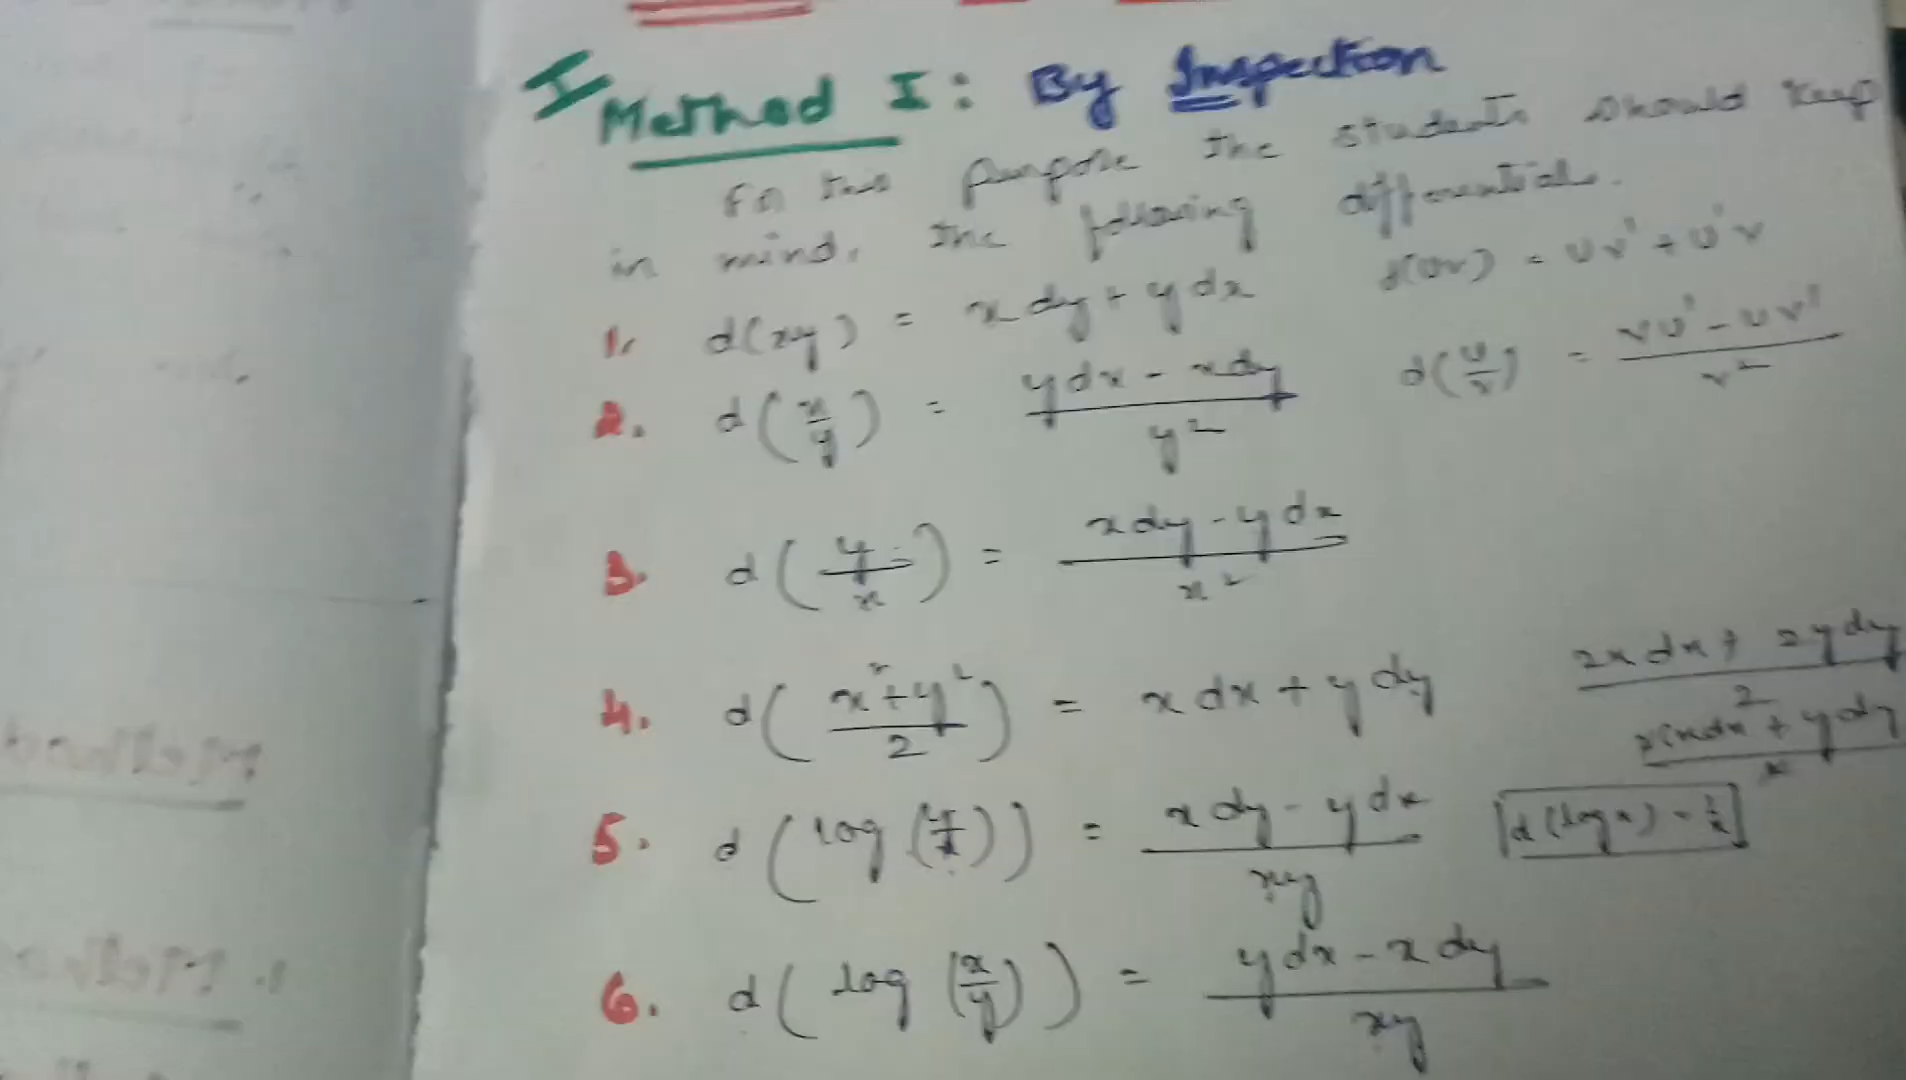 I Method I: By Inspection
For this purpose the students should keep
in mind, the following differentials.
1. d(xy) = x dy + y dx d(uv) = uv' + u'v
2. d(x/y) = (y dx - x dy)/y² d(u/v) = (vu' - uv')/v²
3. d(y/x) = (x dy - y dx)/x²
4. d((x²+y²)/2) = x dx + y dy (2x dx + 2y dy)/2
5. d(log(y/x)) = (x dy - y dx)/xy d(log x) = 1/x
6. d(log(x/y)) = (y dx - x dy)/xy